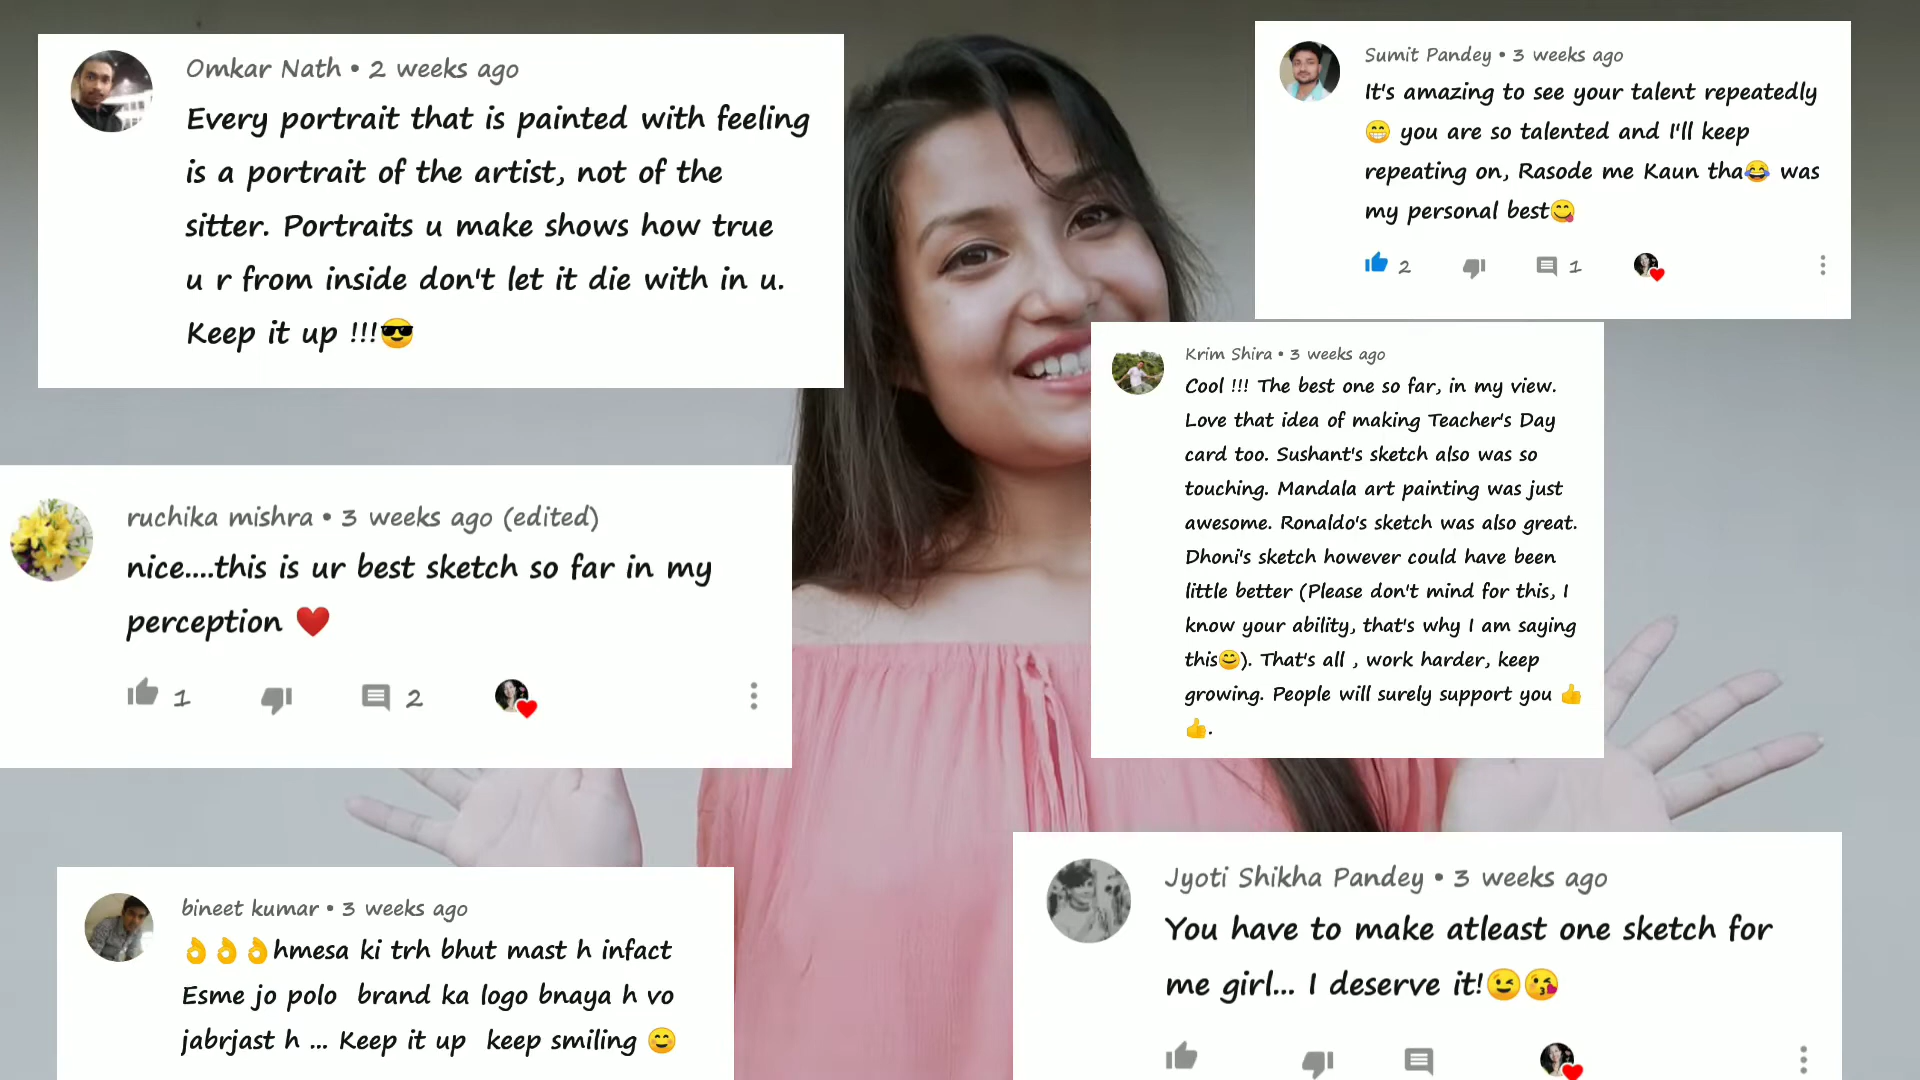 Omkar Nath • 2 weeks ago
Every portrait that is painted with feeling
is a portrait of the artist, not of the
sitter. Portraits u make shows how true
u r from inside don't let it die with in u.
Keep it up !!!😎
Sumit Pandey • 3 weeks ago
It's amazing to see your talent repeatedly
😁 you are so talented and I'll keep
repeating on, Rasode me Kaun tha😂 was
my personal best😋
2 1
Krim Shira • 3 weeks ago
Cool !!! The best one so far, in my view.
Love that idea of making Teacher's Day
card too. Sushant's sketch also was so
touching. Mandala art painting was just
awesome. Ronaldo's sketch was also great.
Dhoni's sketch however could have been
little better (Please don't mind for this, I
know your ability, that's why I am saying
this😊). That's all , work harder, keep
growing. People will surely support you 👍
👍.
ruchika mishra • 3 weeks ago (edited)
nice....this is ur best sketch so far in my
perception ❤️
1 2
bineet kumar • 3 weeks ago
👌👌👌hmesa ki trh bhut mast h infact
Esme jo polo brand ka logo bnaya h vo
jabrjast h ... Keep it up keep smiling 😊
Jyoti Shikha Pandey • 3 weeks ago
You have to make atleast one sketch for
me girl... I deserve it!😉😘